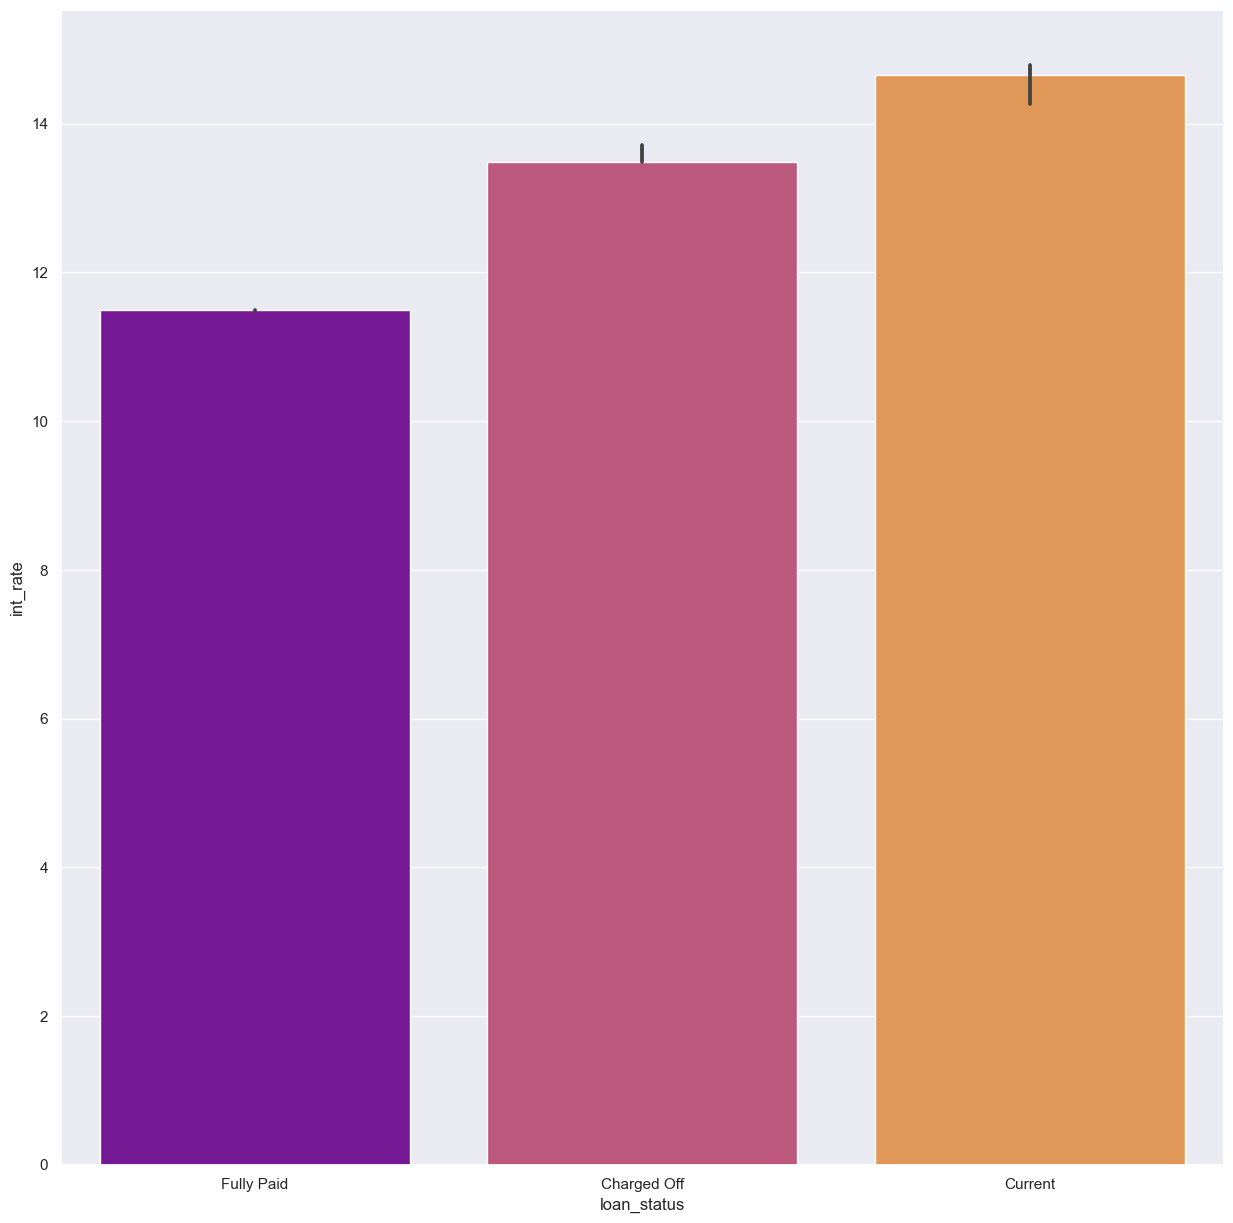 int_rate
14
12
10
8
6
4
2
0
Fully Paid
Charged Off
Current
loan_status